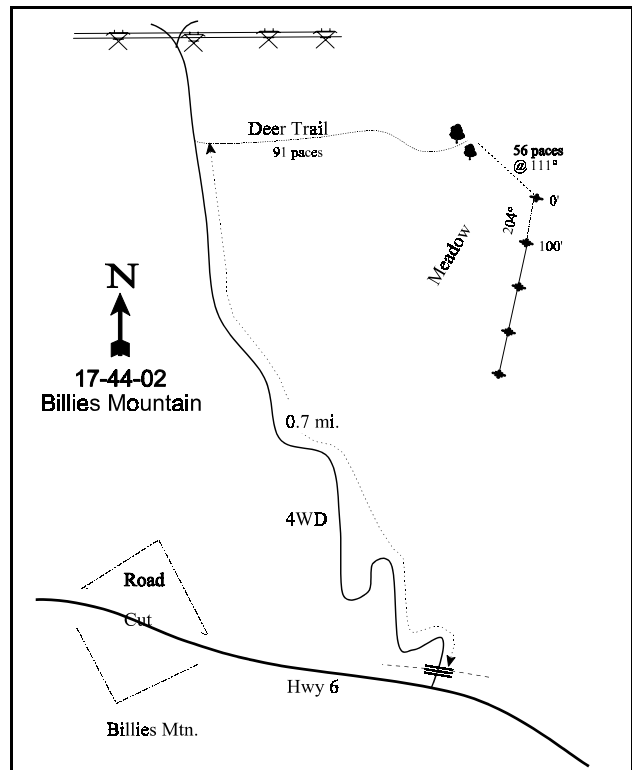 Deer Trail
91 paces
56 paces
@ 111°
0'
204°
100'
Meadow
N
17-44-02
Billies Mountain
0.7 mi.
4WD
Road
Cut
Hwy 6
Billies Mtn.